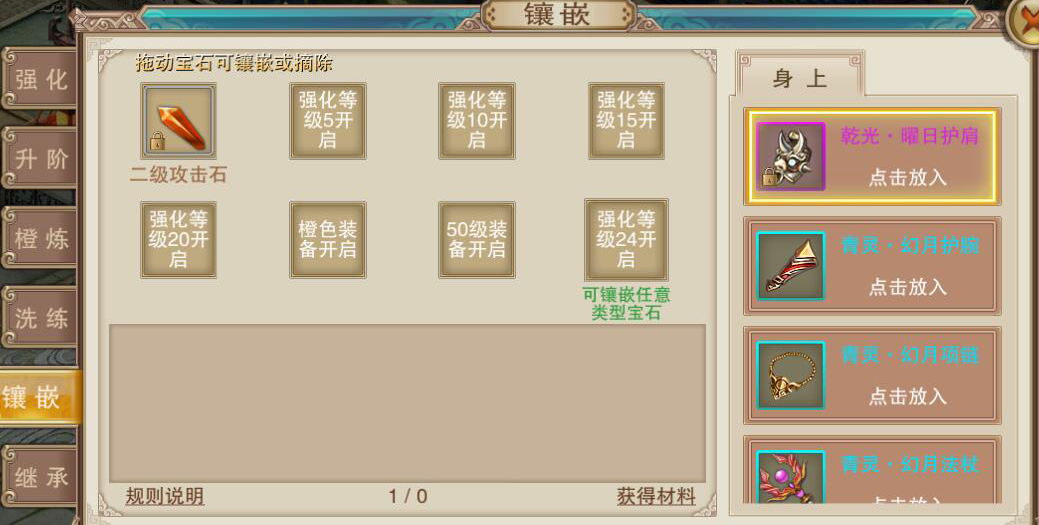 镶嵌
强化
升阶
橙炼
洗练
镶嵌
继承
拖动宝石可镶嵌或摘除
二级攻击石
强化等
级5开
启
强化等
级10开
启
强化等
级15开
启
强化等
级20开
启
橙色装
备开启
50级装
备开启
强化等
级24开
启
可镶嵌任意
类型宝石
规则说明
1 / 0
获得材料
身上
乾光·曜日护肩
点击放入
青灵·幻月护腕
点击放入
青灵·幻月项链
点击放入
青灵·幻月法杖
点击放入